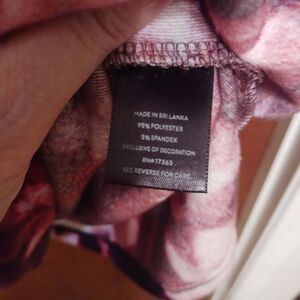 MADE IN SRI LANKA
95% POLYESTER
5% SPANDEX
EXCLUSIVE OF DECORATION
RN# 17363
SEE REVERSE FOR CARE